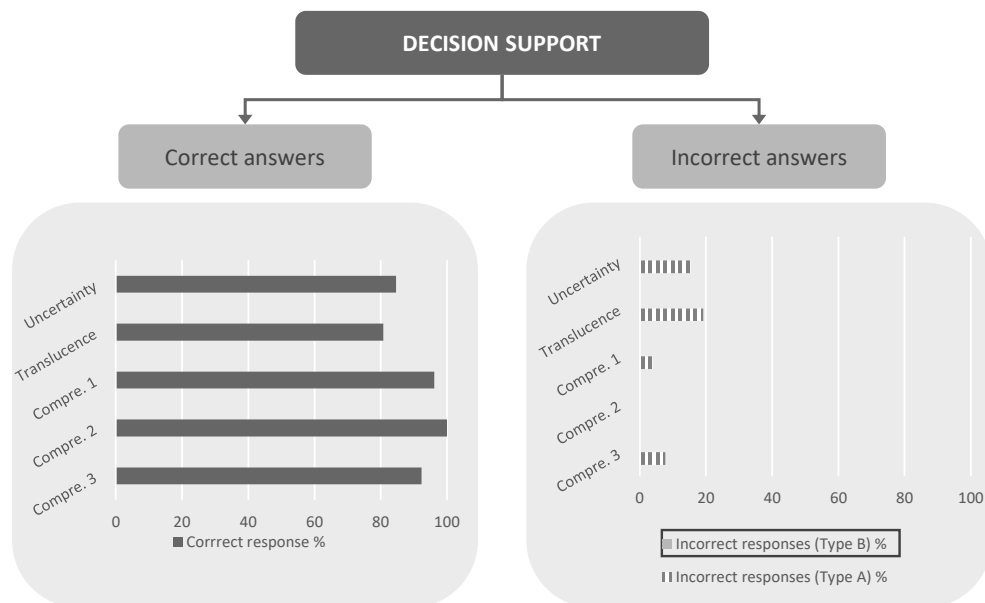 DECISION SUPPORT
Correct answers
Incorrect answers
Uncertainty
Translucence
Compre. 1
Compre. 2
Compre. 3
0 20 40 60 80 100
Corrrect response %
Uncertainty
Translucence
Compre. 1
Compre. 2
Compre. 3
0 20 40 60 80 100
Incorrect responses (Type B) %
Incorrect responses (Type A) %